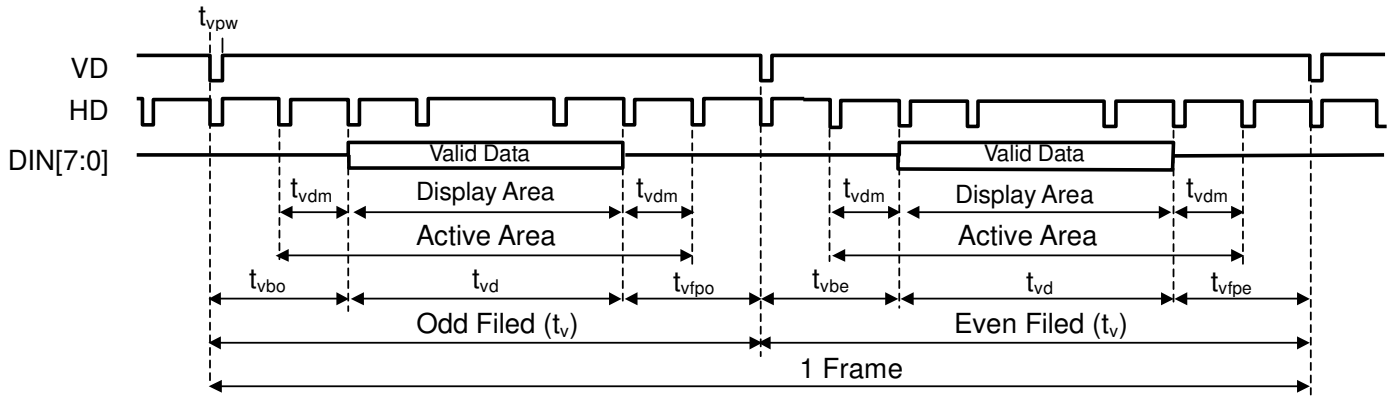 tvpw
VD
HD
DIN[7:0]
Valid Data
Valid Data
tvdm
Display Area
tvdm
tvdm
Display Area
tvdm
Active Area
Active Area
tvbo
tvd
tvfpo
tvbe
tvd
tvfpe
Odd Filed (tv)
Even Filed (tv)
1 Frame